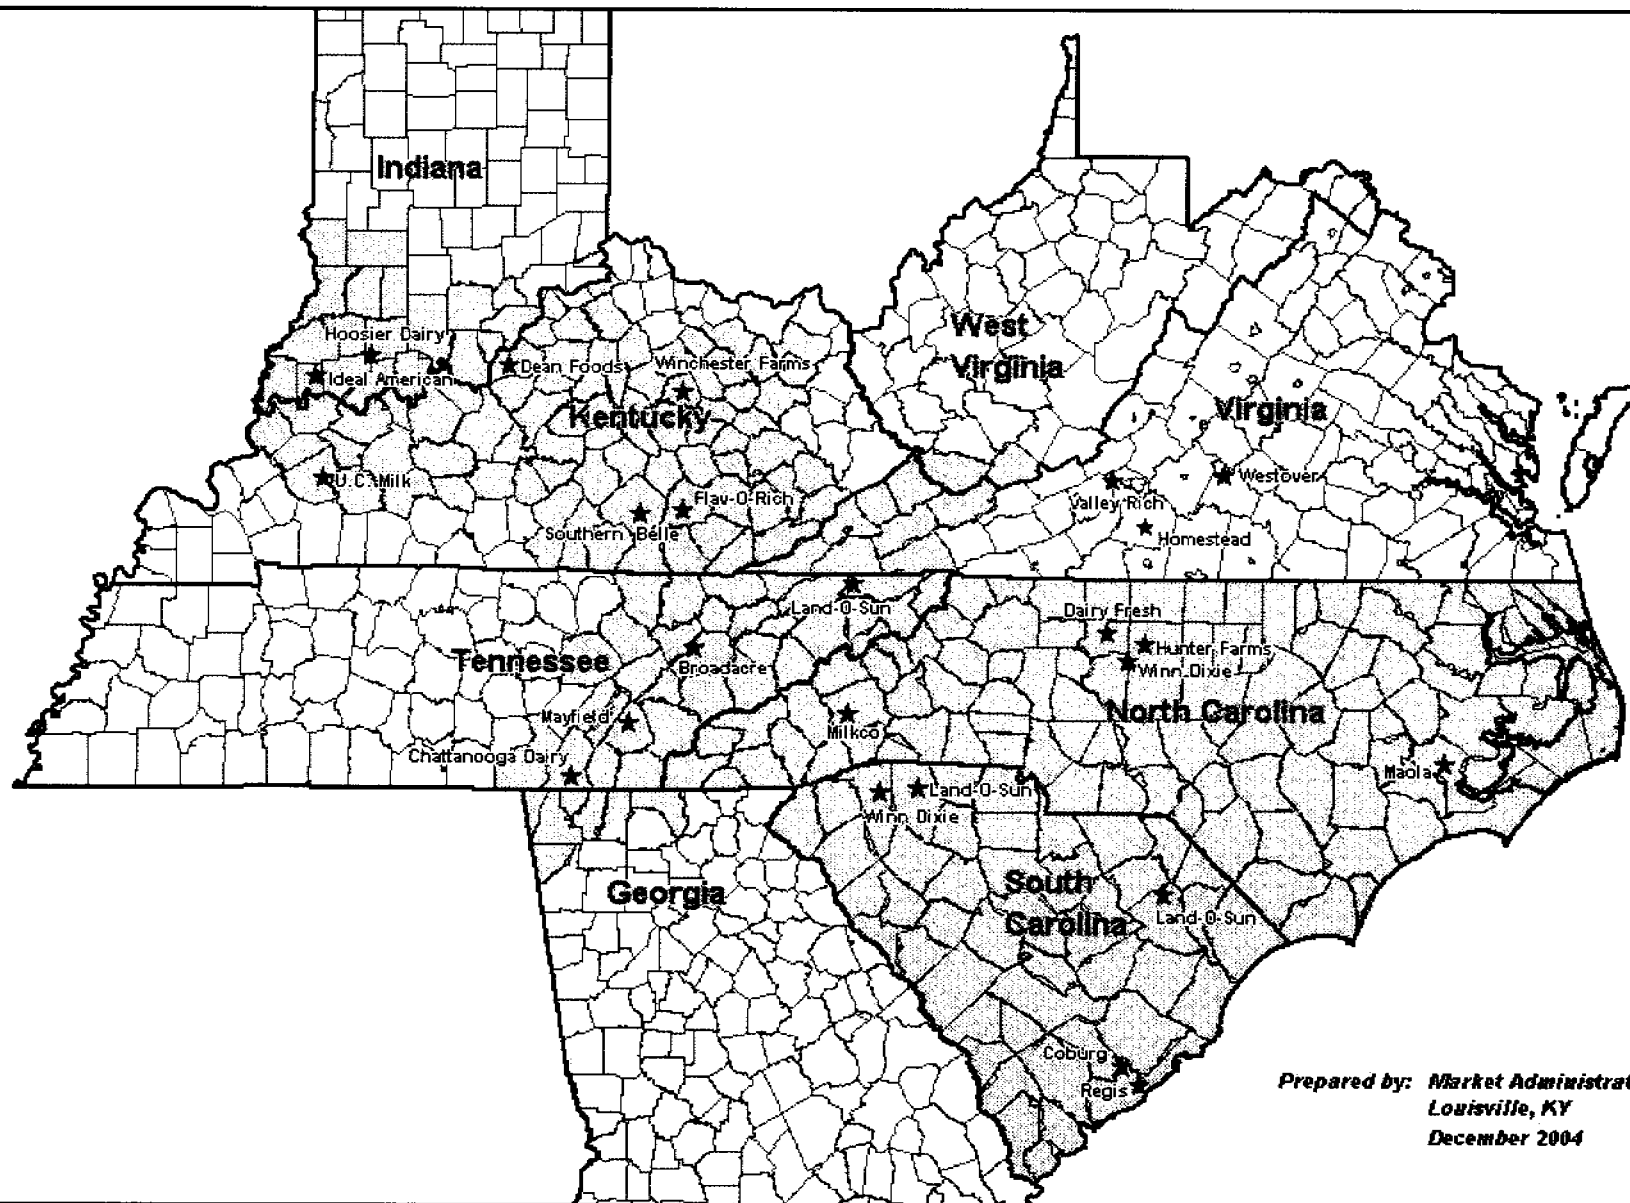 Indiana
West
Virginia
Hoosier Dairy
Dean Foods
Winchester Farms
Ideal American
Kentucky
Virginia
U.C. Milk
Westover
Flav-O-Rich
Valley Rich
Southern Belle
Homestead
Land-O-Sun
Dairy Fresh
Hunter Farms
Tennessee
Broadacre
Winn Dixie
North Carolina
Mayfield
Milkco
Chattanooga Dairy
Maola
Land-O-Sun
Winn Dixie
Georgia
South
Carolina
Land-O-Sun
Coburg
Regis
Prepared by: Market Administrat
Louisville, KY
December 2004